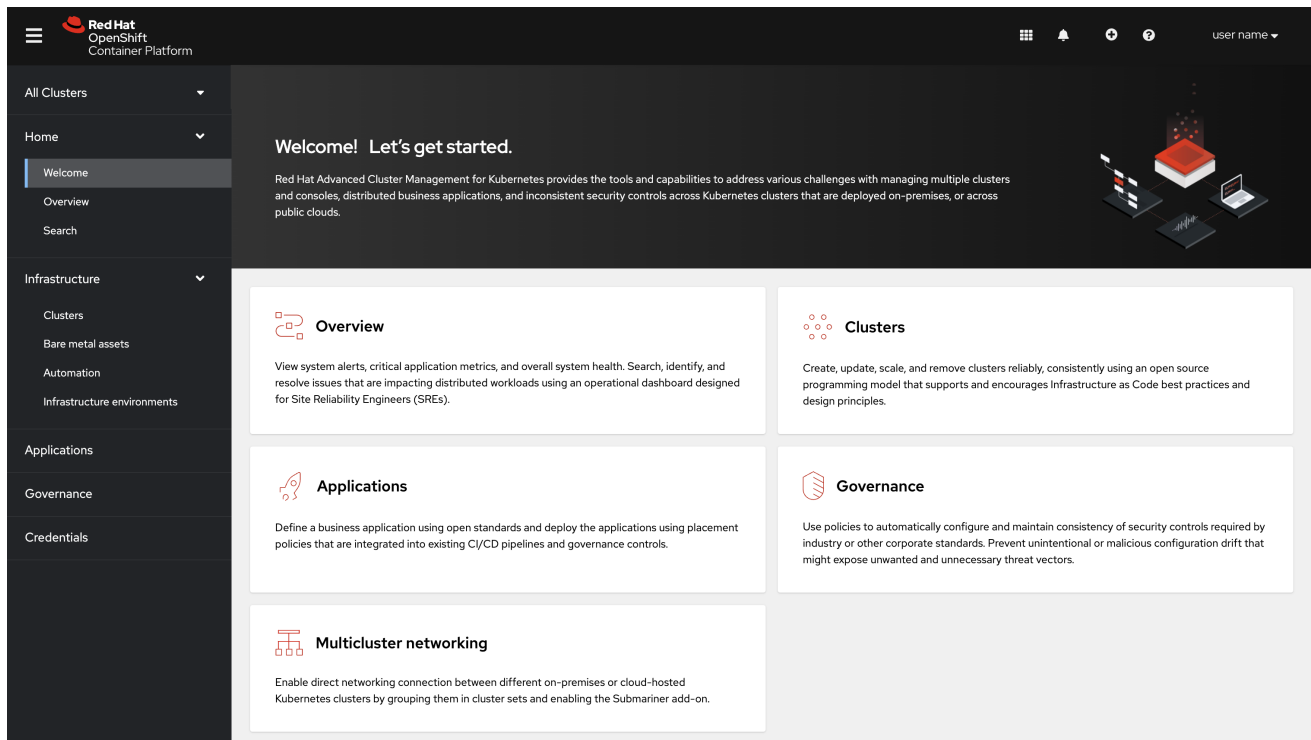 Red Hat
OpenShift
Container Platform
user name
All Clusters
Home
Welcome
Overview
Search
Infrastructure
Clusters
Bare metal assets
Automation
Infrastructure environments
Applications
Governance
Credentials
Welcome! Let's get started.
Red Hat Advanced Cluster Management for Kubernetes provides the tools and capabilities to address various challenges with managing multiple clusters
and consoles, distributed business applications, and inconsistent security controls across Kubernetes clusters that are deployed on-premises, or across
public clouds.
Overview
View system alerts, critical application metrics, and overall system health. Search, identify, and
resolve issues that are impacting distributed workloads using an operational dashboard designed
for Site Reliability Engineers (SREs).
Clusters
Create, update, scale, and remove clusters reliably, consistently using an open source
programming model that supports and encourages Infrastructure as Code best practices and
design principles.
Applications
Define a business application using open standards and deploy the applications using placement
policies that are integrated into existing CI/CD pipelines and governance controls.
Governance
Use policies to automatically configure and maintain consistency of security controls required by
industry or other corporate standards. Prevent unintentional or malicious configuration drift that
might expose unwanted and unnecessary threat vectors.
Multicluster networking
Enable direct networking connection between different on-premises or cloud-hosted
Kubernetes clusters by grouping them in cluster sets and enabling the Submariner add-on.